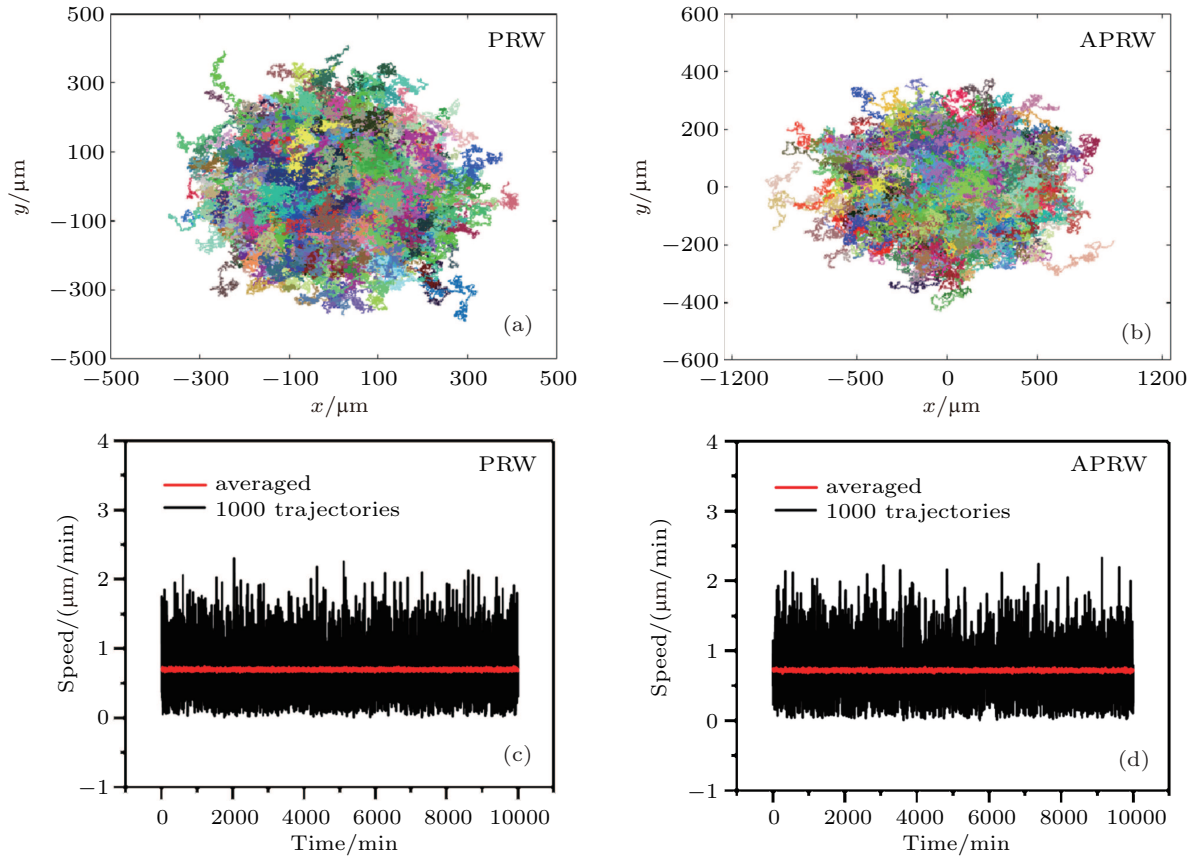 500
PRW
300
100
−100
−300
(a)
−500
−500
−300
−100
100
300
500
x/μm
y/μm
600
APRW
400
200
0
−200
−400
(b)
−600
−1200
−500
0
500
1200
x/μm
y/μm
4
PRW
averaged
3
1000 trajectories
2
1
0
(c)
−1
0
2000
4000
6000
8000
10000
Time/min
Speed/(μm/min)
4
APRW
averaged
3
1000 trajectories
2
1
0
(d)
−1
0
2000
4000
6000
8000
10000
Time/min
Speed/(μm/min)